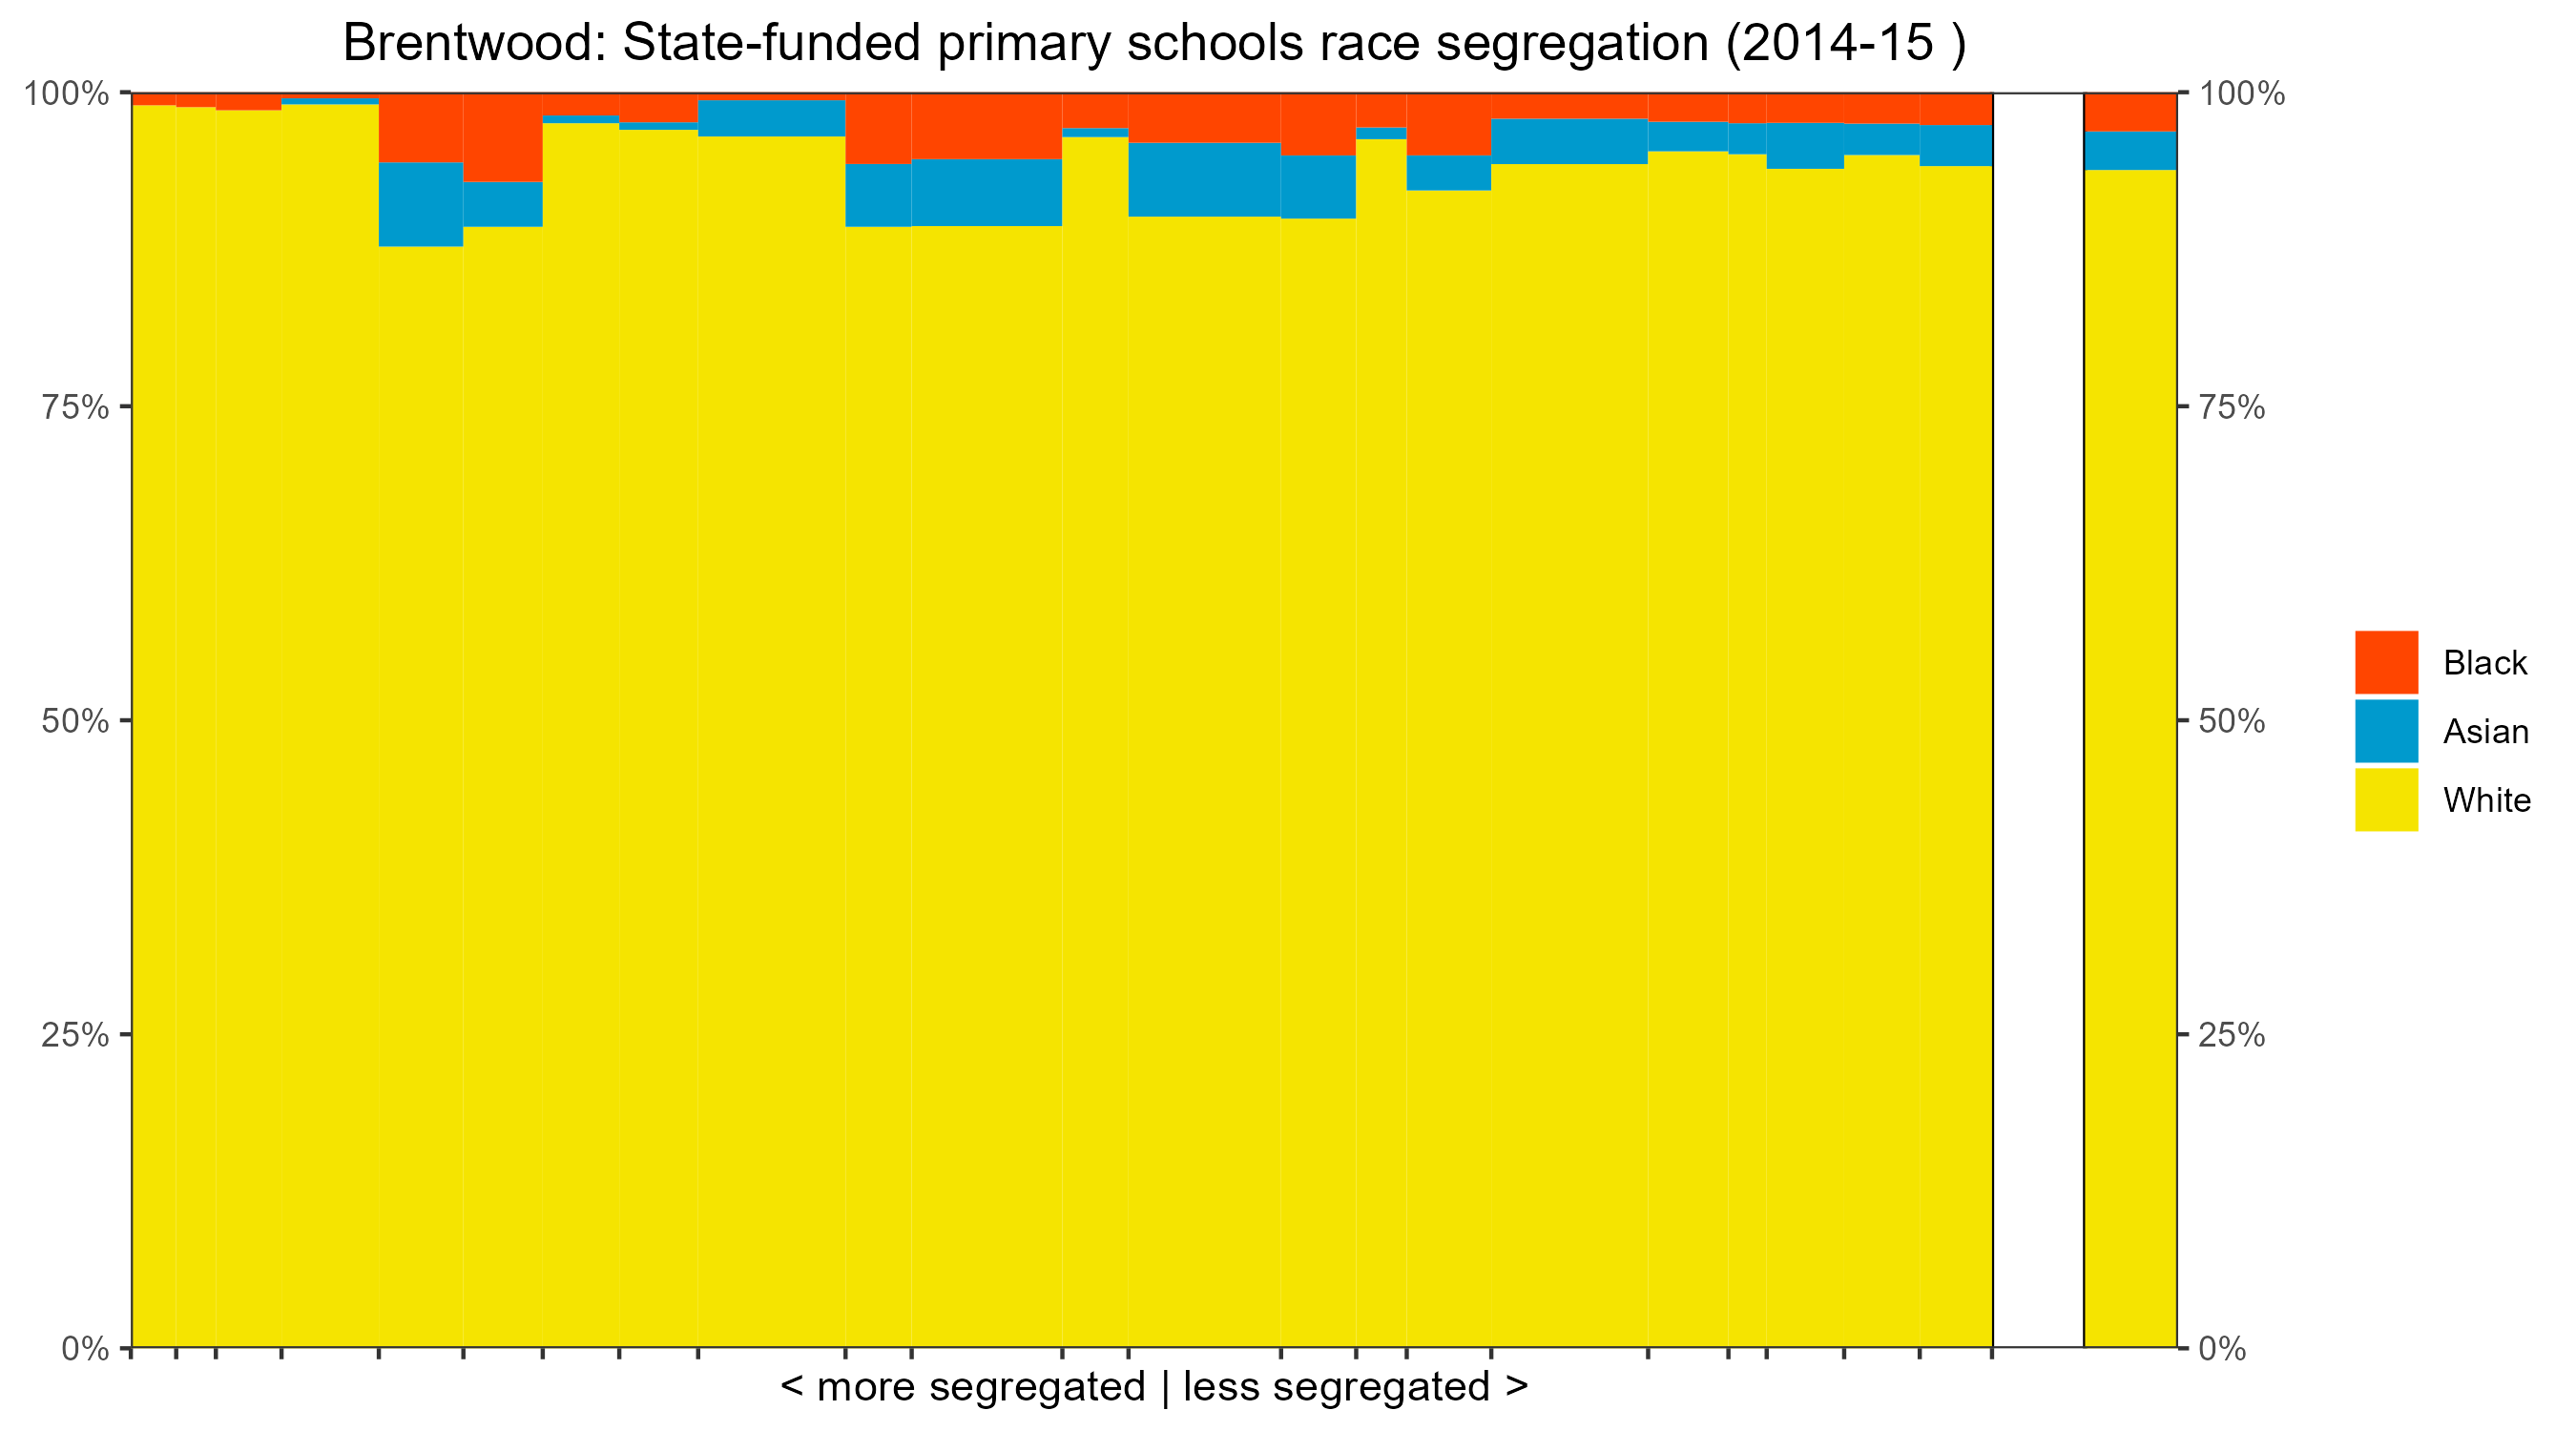 Brentwood: State-funded primary schools race segregation (2014-15 )
100%
75%
50%
25%
0%
100%
75%
50%
25%
0%
Black
Asian
White
< more segregated | less segregated >